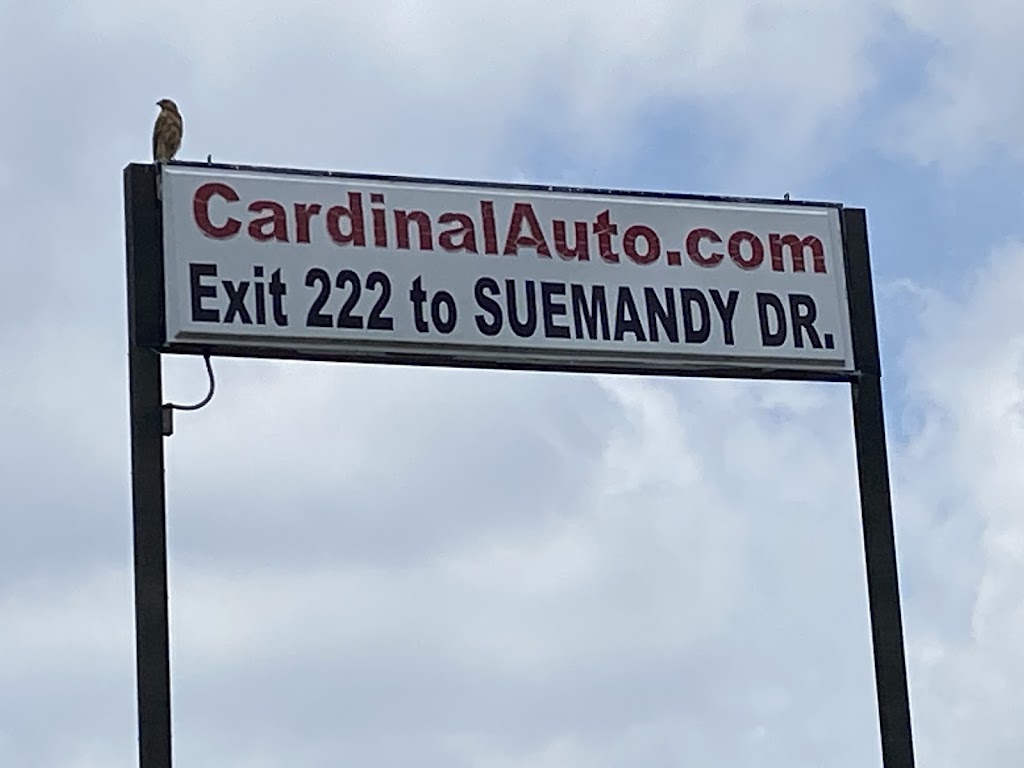 CardinalAuto.com
Exit 222 to SUEMANDY DR.